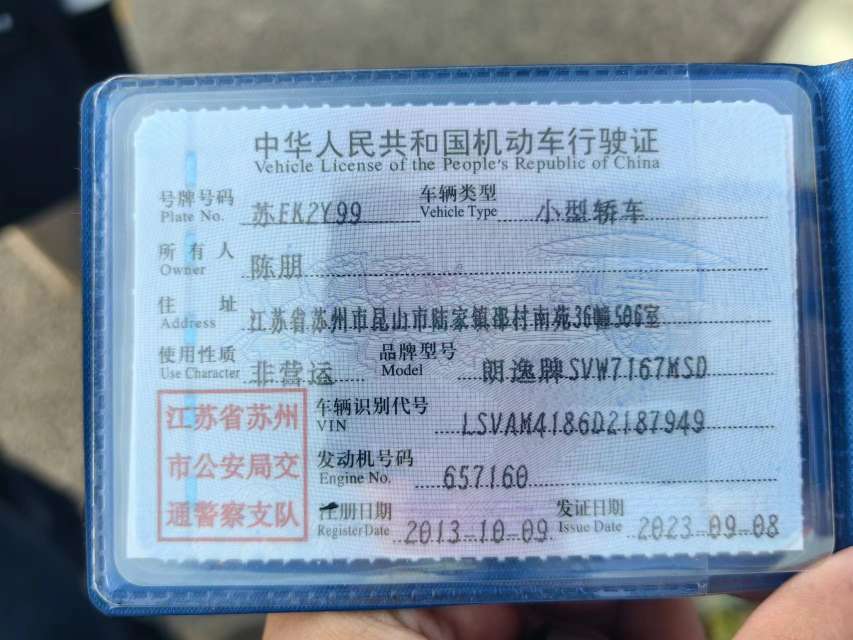 中华人民共和国机动车行驶证
Vehicle License of the People's Republic of China
号牌号码 苏FK2Y99 车辆类型 小型轿车
Plate No. Vehicle Type
所有人 陈朋
Owner
住址 江苏省苏州市昆山市陆家镇邵村南苑36幢506室
Address
使用性质 非营运 品牌型号 朗逸牌SVW7167MSD
Use Character Model
江苏省苏州 车辆识别代号 LSVAM4186D2187949
VIN
市公安局交 发动机号码 657160
Engine No.
通警察支队 注册日期 2013-10-09 发证日期 2023-09-08
Register Date Issue Date